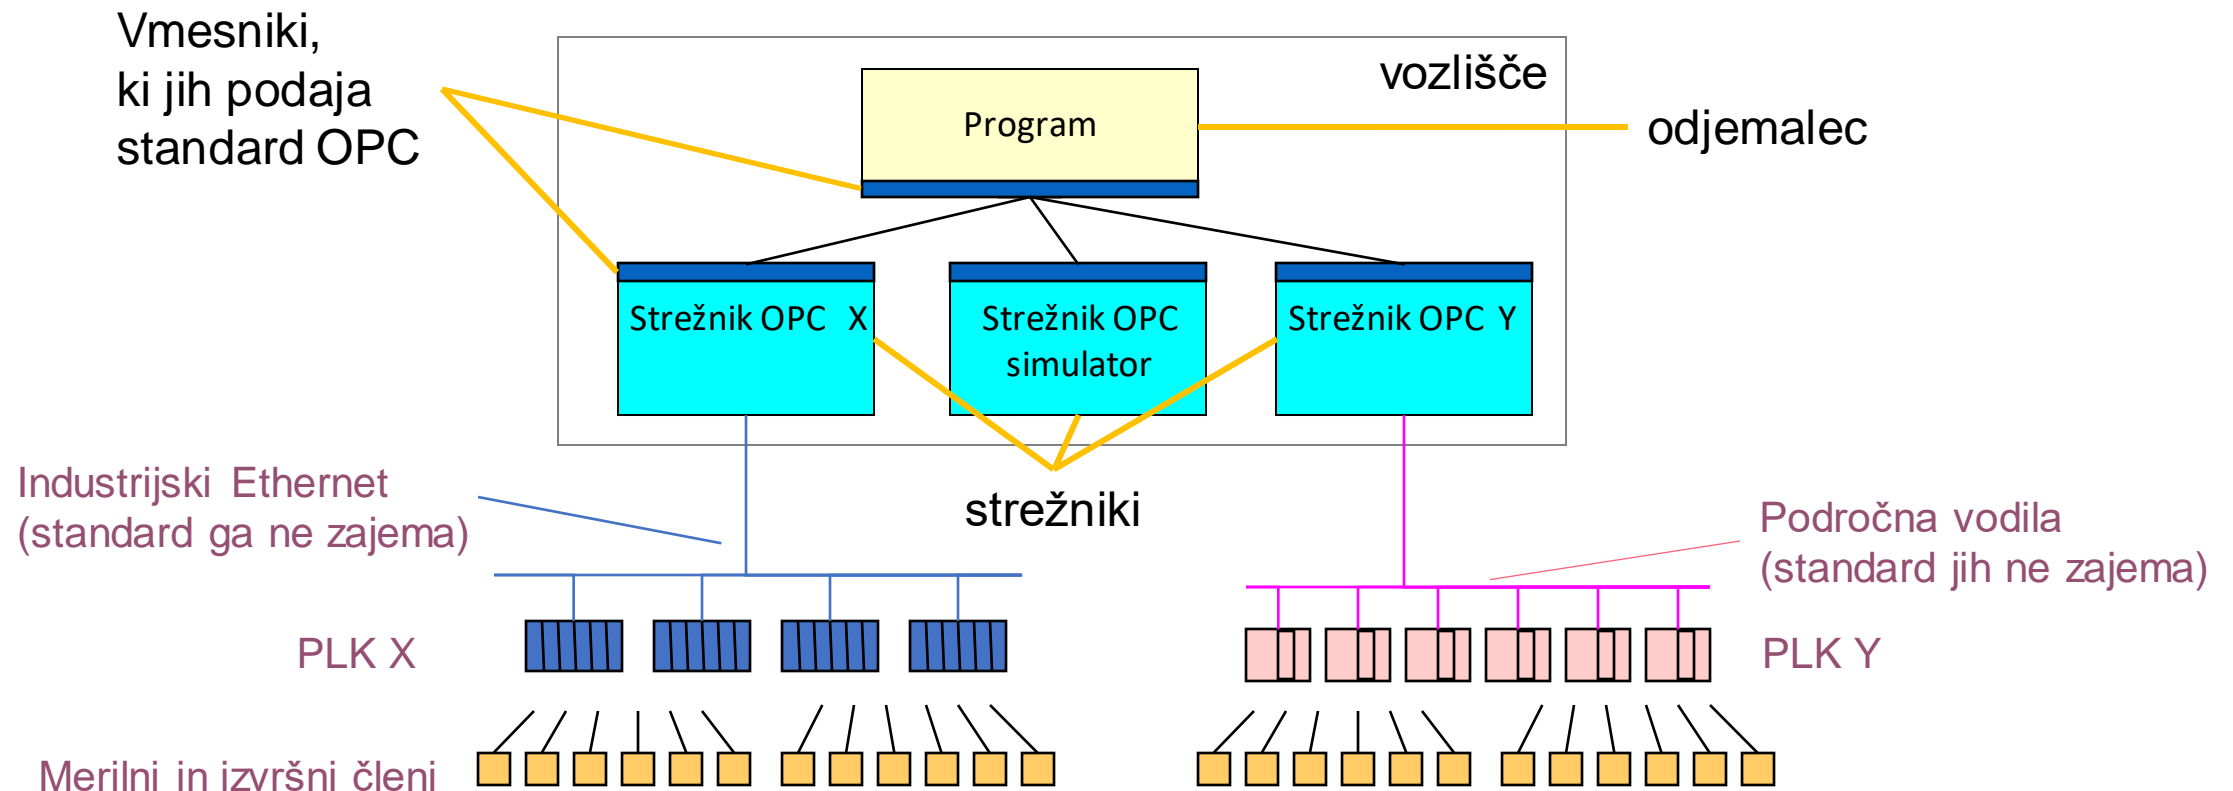 Vmesniki,
ki jih podaja
standard OPC
vozlišče
Program
odjemalec
Strežnik OPC X
Strežnik OPC
simulator
Strežnik OPC Y
strežniki
Industrijski Ethernet
(standard ga ne zajema)
Področna vodila
(standard jih ne zajema)
PLK X
PLK Y
Merilni in izvršni členi